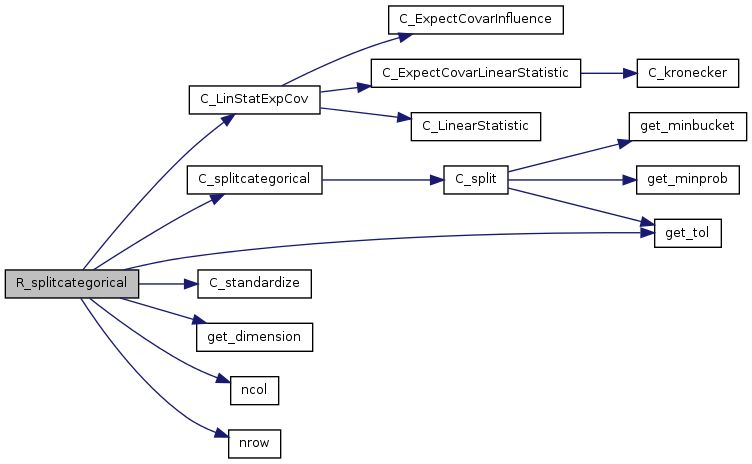 C_ExpectCovarInfluence
C_ExpectCovarLinearStatistic
C_kronecker
C_LinStatExpCov
C_LinearStatistic
get_minbucket
C_splitcategorical
C_split
get_minprob
get_tol
R_splitcategorical
C_standardize
get_dimension
ncol
nrow